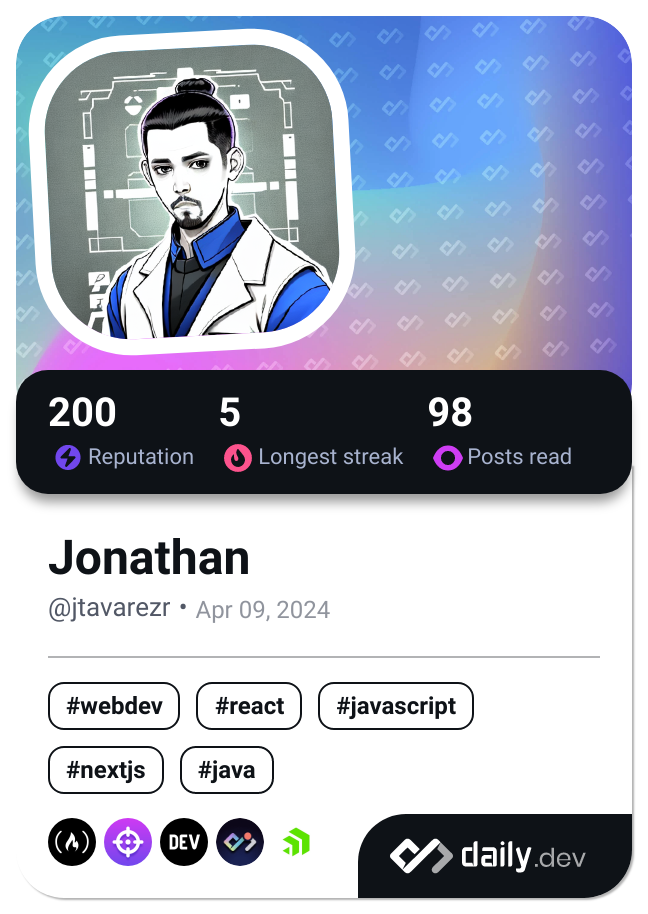 200 5 98
Reputation Longest streak Posts read
Jonathan
@jtavarezr • Apr 09, 2024
#webdev #react #javascript
#nextjs #java
DEV
daily.dev